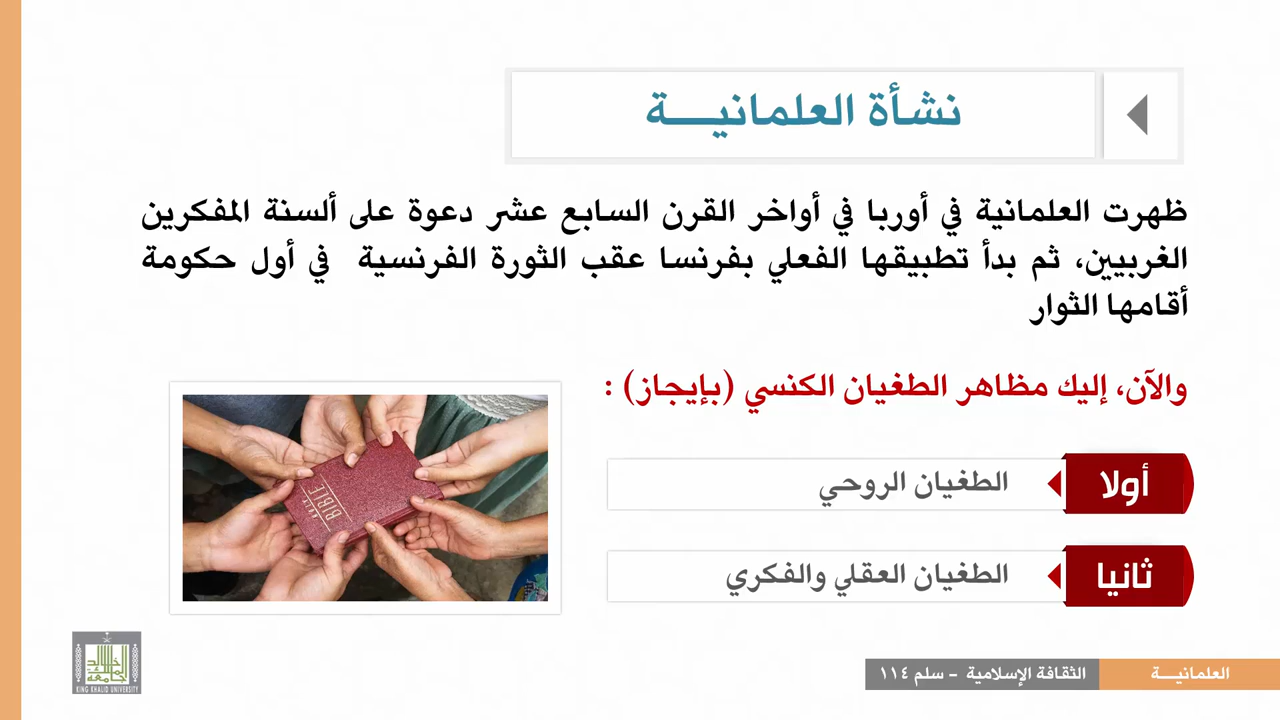 نشأة العلمانيـــة
ظهرت العلمانية في أوربا في أواخر القرن السابع عشر دعوة على ألسنة المفكرين
الغربيين، ثم بدأ تطبيقها الفعلي بفرنسا عقب الثورة الفرنسية في أول حكومة
أقامها الثوار
والآن، إليك مظاهر الطغيان الكنسي (بإيجاز) :
أولا
الطغيان الروحي
ثانيا
الطغيان العقلي والفكري
BIBLE
KING KHALID UNIVERSITY
الثقافة الإسلامية - سلم ١١٤
العلمانيـــة